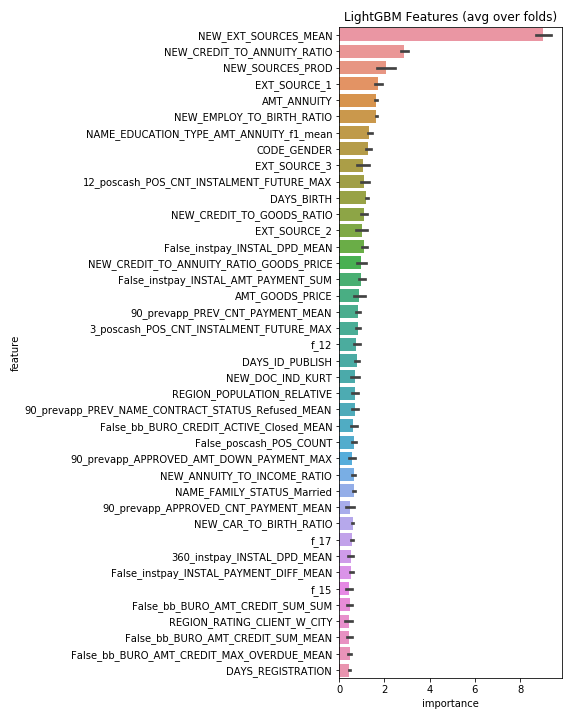 LightGBM Features (avg over folds)
NEW_EXT_SOURCES_MEAN
NEW_CREDIT_TO_ANNUITY_RATIO
NEW_SOURCES_PROD
EXT_SOURCE_1
AMT_ANNUITY
NEW_EMPLOY_TO_BIRTH_RATIO
NAME_EDUCATION_TYPE_AMT_ANNUITY_f1_mean
CODE_GENDER
EXT_SOURCE_3
12_poscash_POS_CNT_INSTALMENT_FUTURE_MAX
DAYS_BIRTH
NEW_CREDIT_TO_GOODS_RATIO
EXT_SOURCE_2
False_instpay_INSTAL_DPD_MEAN
NEW_CREDIT_TO_ANNUITY_RATIO_GOODS_PRICE
False_instpay_INSTAL_AMT_PAYMENT_SUM
AMT_GOODS_PRICE
90_prevapp_PREV_CNT_PAYMENT_MEAN
3_poscash_POS_CNT_INSTALMENT_FUTURE_MAX
f_12
DAYS_ID_PUBLISH
NEW_DOC_IND_KURT
REGION_POPULATION_RELATIVE
90_prevapp_PREV_NAME_CONTRACT_STATUS_Refused_MEAN
False_bb_BURO_CREDIT_ACTIVE_Closed_MEAN
False_poscash_POS_COUNT
90_prevapp_APPROVED_AMT_DOWN_PAYMENT_MAX
NEW_ANNUITY_TO_INCOME_RATIO
NAME_FAMILY_STATUS_Married
90_prevapp_APPROVED_CNT_PAYMENT_MEAN
NEW_CAR_TO_BIRTH_RATIO
f_17
360_instpay_INSTAL_DPD_MEAN
False_instpay_INSTAL_PAYMENT_DIFF_MEAN
f_15
False_bb_BURO_AMT_CREDIT_SUM_SUM
REGION_RATING_CLIENT_W_CITY
False_bb_BURO_AMT_CREDIT_SUM_MEAN
False_bb_BURO_AMT_CREDIT_MAX_OVERDUE_MEAN
DAYS_REGISTRATION
feature
0 2 4 6 8
importance